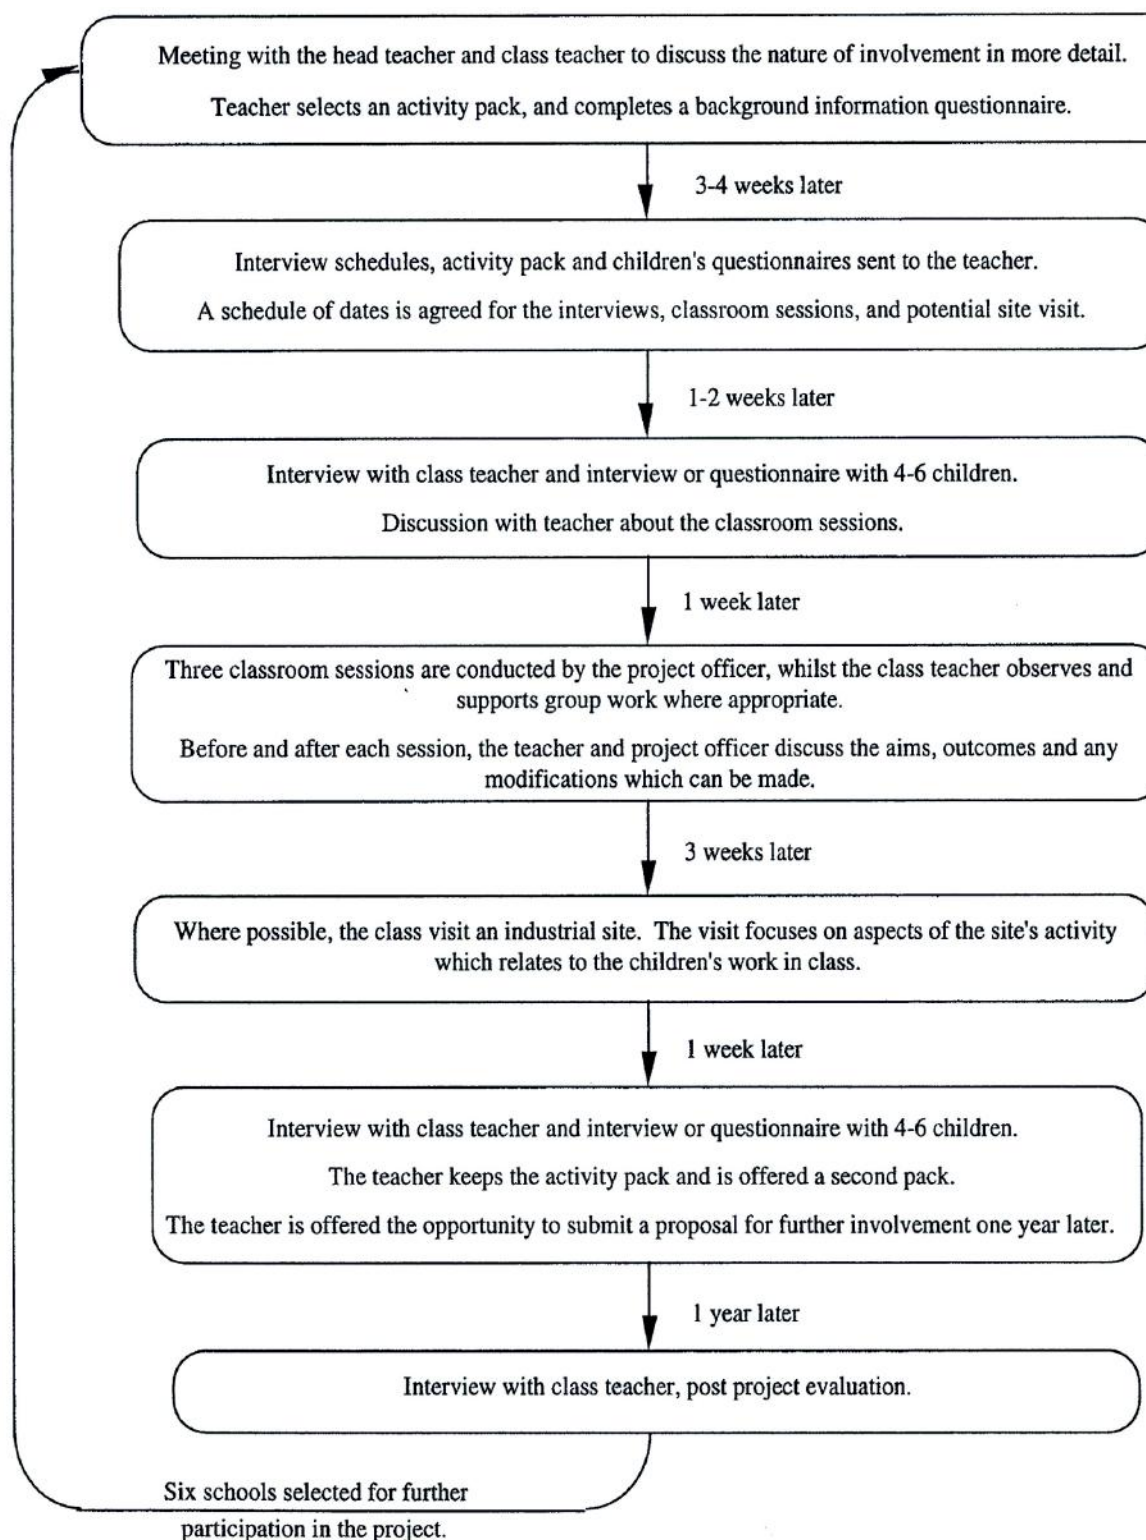 Meeting with the head teacher and class teacher to discuss the nature of involvement in more detail.
Teacher selects an activity pack, and completes a background information questionnaire.
3-4 weeks later
Interview schedules, activity pack and children's questionnaires sent to the teacher.
A schedule of dates is agreed for the interviews, classroom sessions, and potential site visit.
1-2 weeks later
Interview with class teacher and interview or questionnaire with 4-6 children.
Discussion with teacher about the classroom sessions.
1 week later
Three classroom sessions are conducted by the project officer, whilst the class teacher observes and
supports group work where appropriate.
Before and after each session, the teacher and project officer discuss the aims, outcomes and any
modifications which can be made.
3 weeks later
Where possible, the class visit an industrial site. The visit focuses on aspects of the site's activity
which relates to the children's work in class.
1 week later
Interview with class teacher and interview or questionnaire with 4-6 children.
The teacher keeps the activity pack and is offered a second pack.
The teacher is offered the opportunity to submit a proposal for further involvement one year later.
1 year later
Interview with class teacher, post project evaluation.
Six schools selected for further
participation in the project.